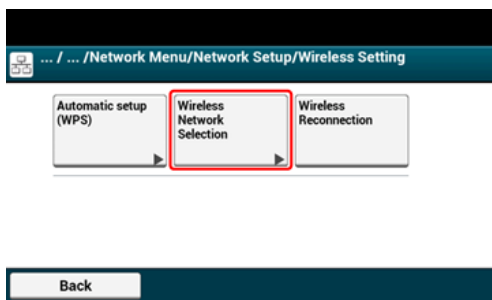 ... / ... /Network Menu/Network Setup/Wireless Setting
Automatic setup
(WPS)
Wireless
Network
Selection
Wireless
Reconnection
Back